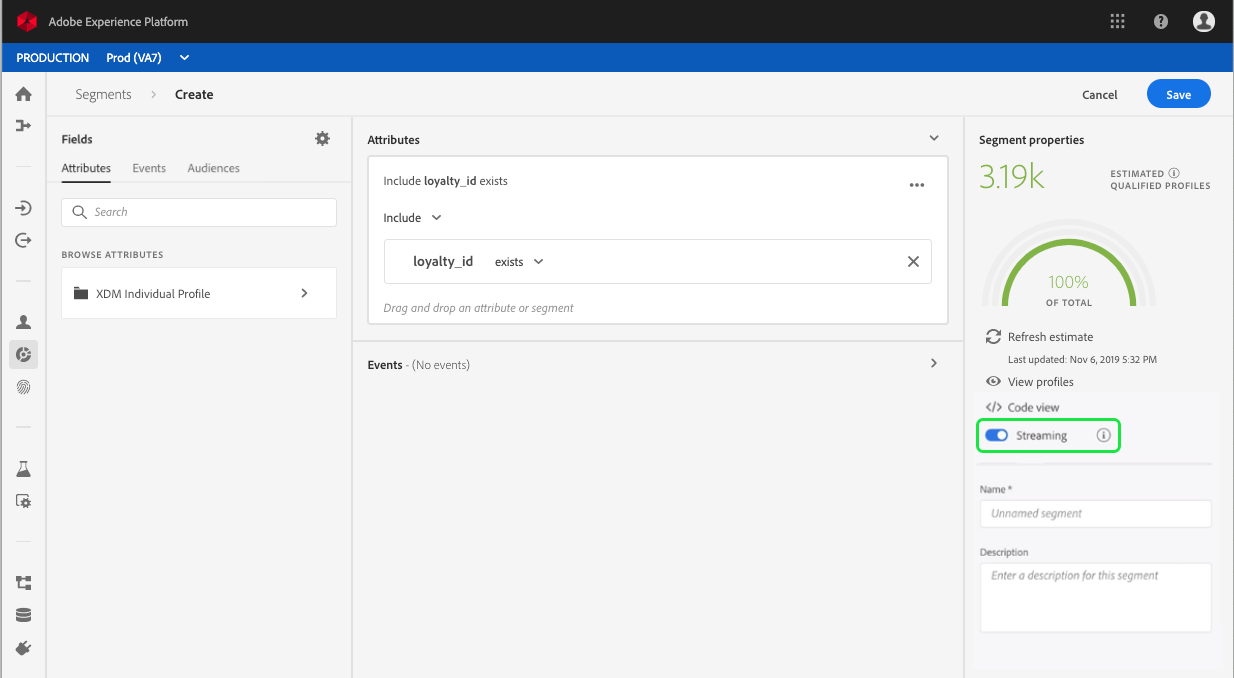 Adobe Experience Platform
PRODUCTION Prod (VA7)
Segments > Create
Cancel
Save
Fields
Attributes Events Audiences
Search
BROWSE ATTRIBUTES
XDM Individual Profile
Attributes
Include loyalty_id exists
Include
loyalty_id exists
Drag and drop an attribute or segment
Events - (No events)
Segment properties
3.19k
ESTIMATED
QUALIFIED PROFILES
100%
OF TOTAL
Refresh estimate
Last updated: Nov 6, 2019 5:32 PM
View profiles
</> Code view
Streaming
Name *
Unnamed segment
Description
Enter a description for this segment